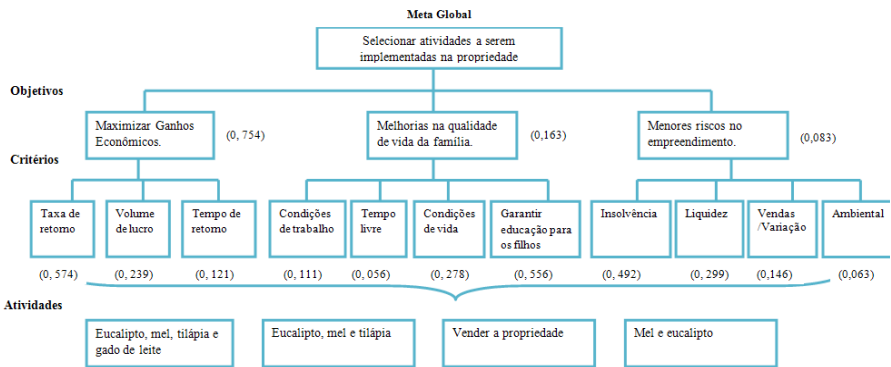 Meta Global
Selecionar atividades a serem
implementadas na propriedade
Objetivos
Maximizar Ganhos
Econômicos.
(0, 754)
Melhorias na qualidade
de vida da família.
(0,163)
Menores riscos no
empreendimento.
(0,083)
Critérios
Taxa de
retorno
Volume
de lucro
Tempo de
retorno
Condições
de trabalho
Tempo
livre
Condições
de vida
Garantir
educação para
os filhos
Insolvência
Liquidez
Vendas
/Variação
Ambiental
(0, 574)
(0, 239)
(0, 121)
(0, 111)
(0, 056)
(0, 278)
(0, 556)
(0, 492)
(0, 299)
(0, 146)
(0,063)
Atividades
Eucalipto, mel, tilápia e
gado de leite
Eucalipto, mel e tilápia
Vender a propriedade
Mel e eucalipto